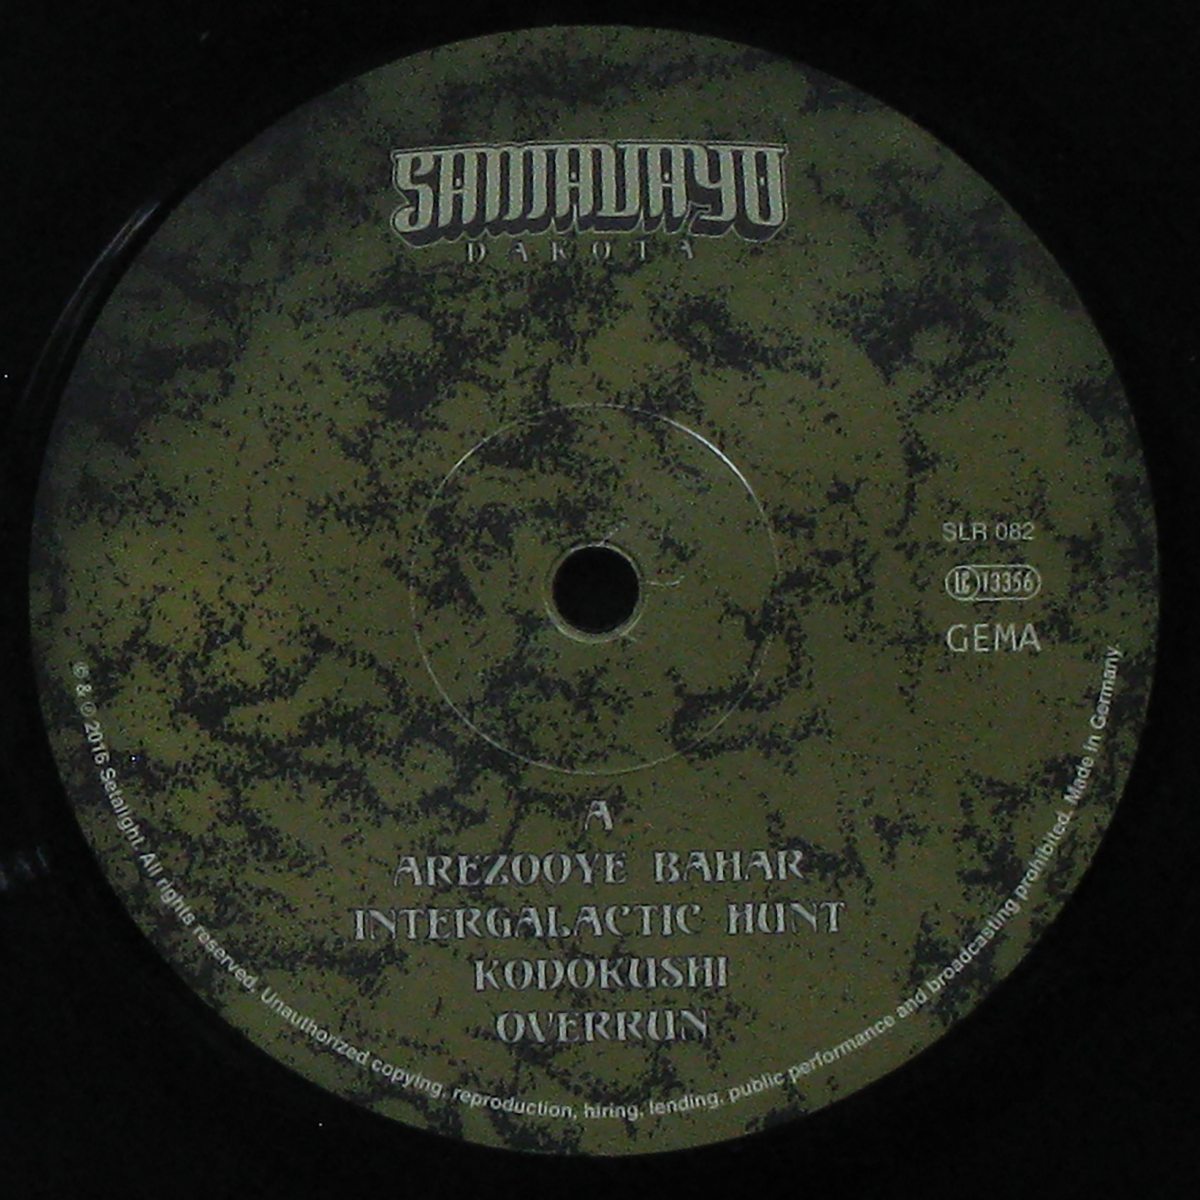 SAMAVAYO
DAKOTA
SLR 082
LC 13356
GEMA
A
AREZOOYE BAHAR
INTERGALACTIC HUNT
KODOKUSHI
OVERRUN
© & ℗ 2016 Setalight. All rights reserved. Unauthorized copying, reproduction, hiring, lending, public performance and broadcasting prohibited. Made in Germany.